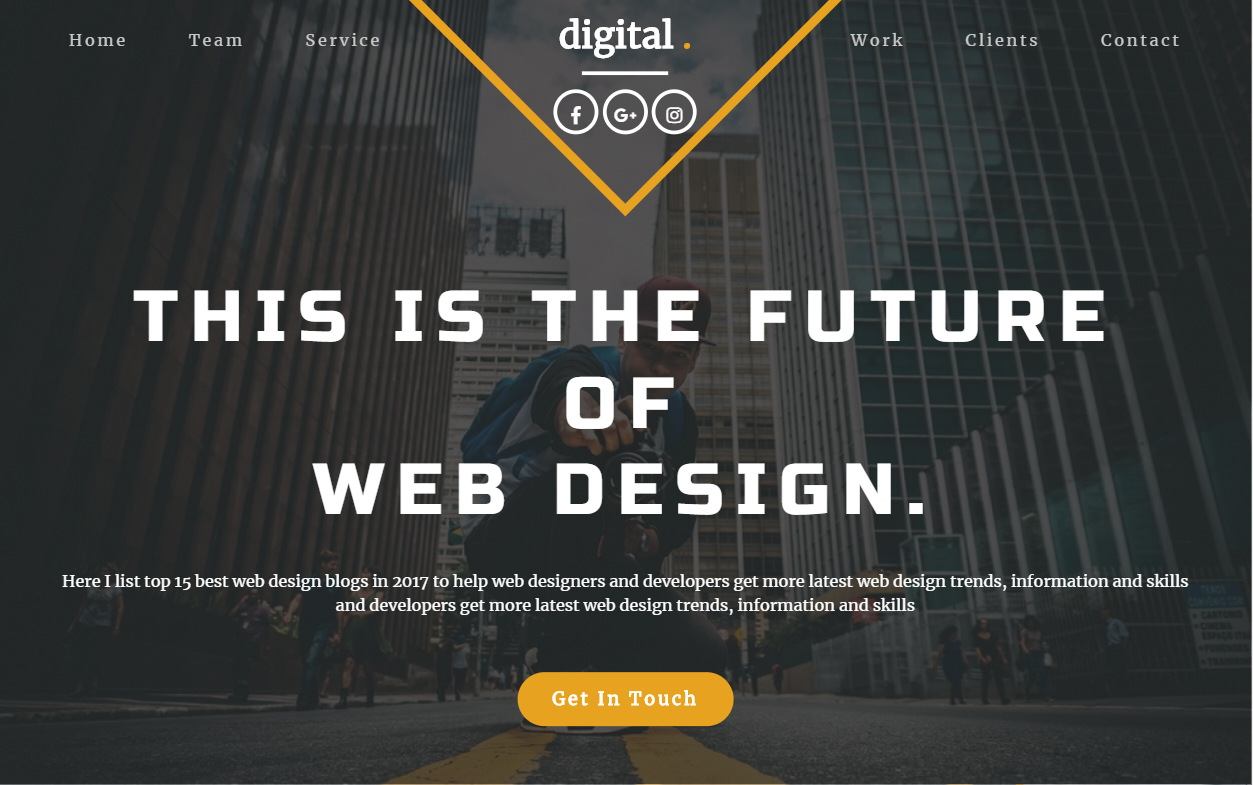 Home Team Service digital . Work Clients Contact
THIS IS THE FUTURE
OF
WEB DESIGN.
Here I list top 15 best web design blogs in 2017 to help web designers and developers get more latest web design trends, information and skills
and developers get more latest web design trends, information and skills
Get In Touch